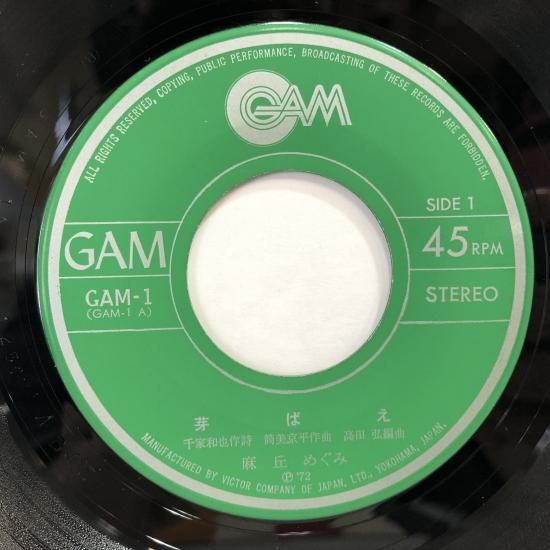 ALL RIGHTS RESERVED, COPYING, PUBLIC PERFORMANCE, BROADCASTING OF THESE RECORDS ARE FORBIDDEN.
GAM
GAM
GAM-1
(GAM-1 A)
SIDE 1
45 RPM
STEREO
芽ばえ
千家和也作詩 筒美京平作曲 高田 弘編曲
麻丘 めぐみ
Ⓟ '72
MANUFACTURED BY VICTOR COMPANY OF JAPAN, LTD., YOKOHAMA, JAPAN.